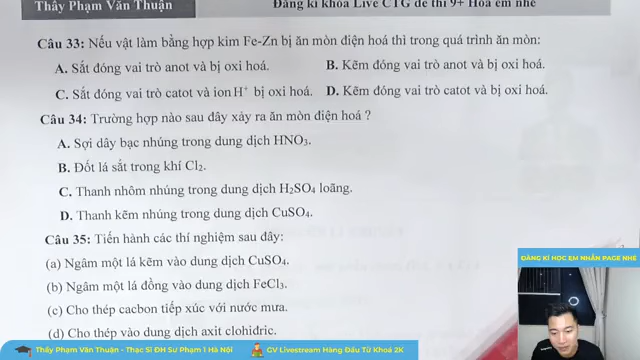 Thầy Phạm Văn Thuận
Đăng kí khóa Live CTG để thi 9+ Hoá em nhé
Câu 33: Nếu vật làm bằng hợp kim Fe-Zn bị ăn mòn điện hoá thì trong quá trình ăn mòn:
A. Sắt đóng vai trò anot và bị oxi hoá. B. Kẽm đóng vai trò anot và bị oxi hoá.
C. Sắt đóng vai trò catot và ion H⁺ bị oxi hoá. D. Kẽm đóng vai trò catot và bị oxi hoá.
Câu 34: Trường hợp nào sau đây xảy ra ăn mòn điện hoá ?
A. Sợi dây bạc nhúng trong dung dịch HNO₃.
B. Đốt lá sắt trong khí Cl₂.
C. Thanh nhôm nhúng trong dung dịch H₂SO₄ loãng.
D. Thanh kẽm nhúng trong dung dịch CuSO₄.
Câu 35: Tiến hành các thí nghiệm sau đây:
(a) Ngâm một lá kẽm vào dung dịch CuSO₄.
(b) Ngâm một lá đồng vào dung dịch FeCl₃.
(c) Cho thép cacbon tiếp xúc với nước mưa.
(d) Cho thép vào dung dịch axit clohiđric.
ĐĂNG KÍ HỌC EM NHẮN PAGE NHE
Thầy Phạm Văn Thuận - Thạc Sĩ ĐH Sư Phạm 1 Hà Nội
GV Livestream Hàng Đầu Từ Khoá 2K